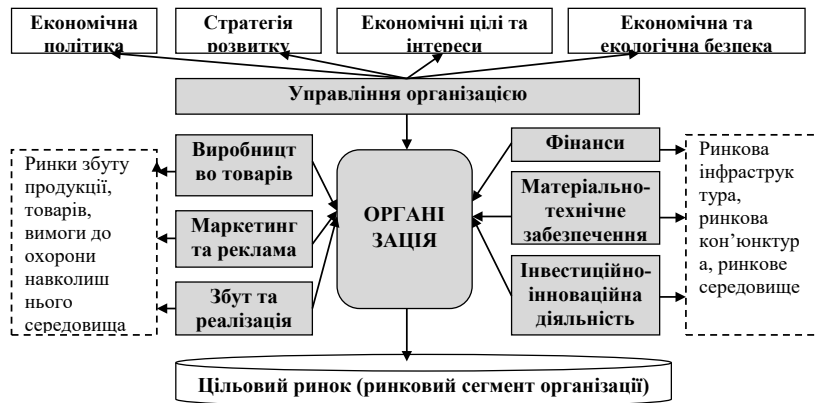 Економічна
політика
Стратегія
розвитку
Економічні цілі та
інтереси
Економічна та
екологічна безпека
Управління організацією
Ринки збуту
продукції,
товарів,
вимоги до
охорони
навколиш
нього
середовища
Виробницт
во товарів
Маркетинг
та реклама
Збут та
реалізація
ОРГАНІ
ЗАЦІЯ
Фінанси
Матеріально-
технічне
забезпечення
Інвестиційно-
інноваційна
діяльність
Ринкова
інфраструк
тура,
ринкова
кон’юнктур
а, ринкове
середовище
Цільовий ринок (ринковий сегмент організації)